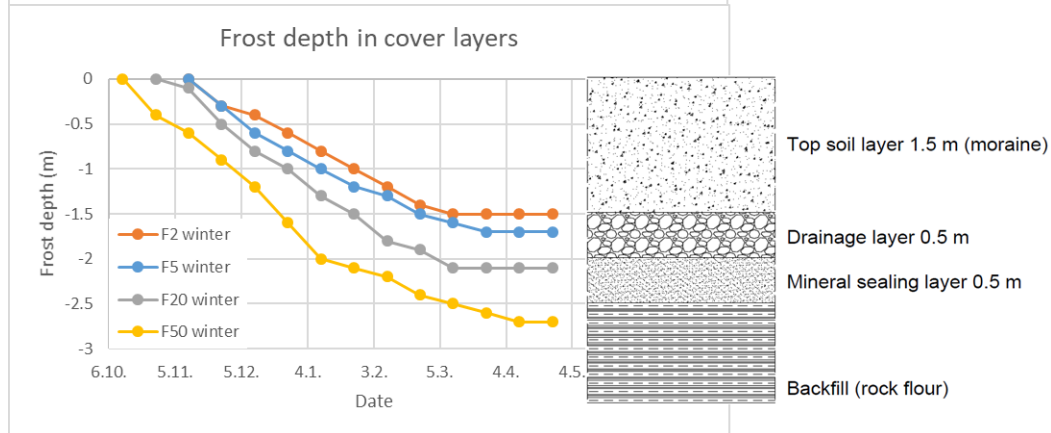 Frost depth in cover layers
0
-0.5
-1
-1.5
-2
-2.5
-3
Frost depth (m)
F2 winter
F5 winter
F20 winter
F50 winter
6.10. 5.11. 5.12. 4.1. 3.2. 5.3. 4.4. 4.5.
Date
Top soil layer 1.5 m (moraine)
Drainage layer 0.5 m
Mineral sealing layer 0.5 m
Backfill (rock flour)